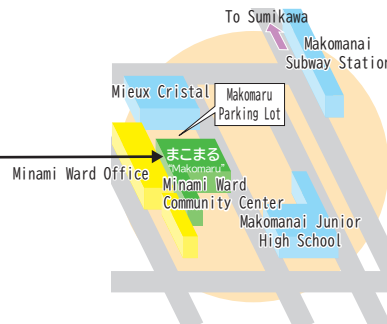 To Sumikawa
Makomanai
Subway Station
Mieux Cristal
Makomaru
Parking Lot
まこまる
"Makomaru"
Minami Ward Office
Minami Ward
Community Center
Makomanai Junior
High School